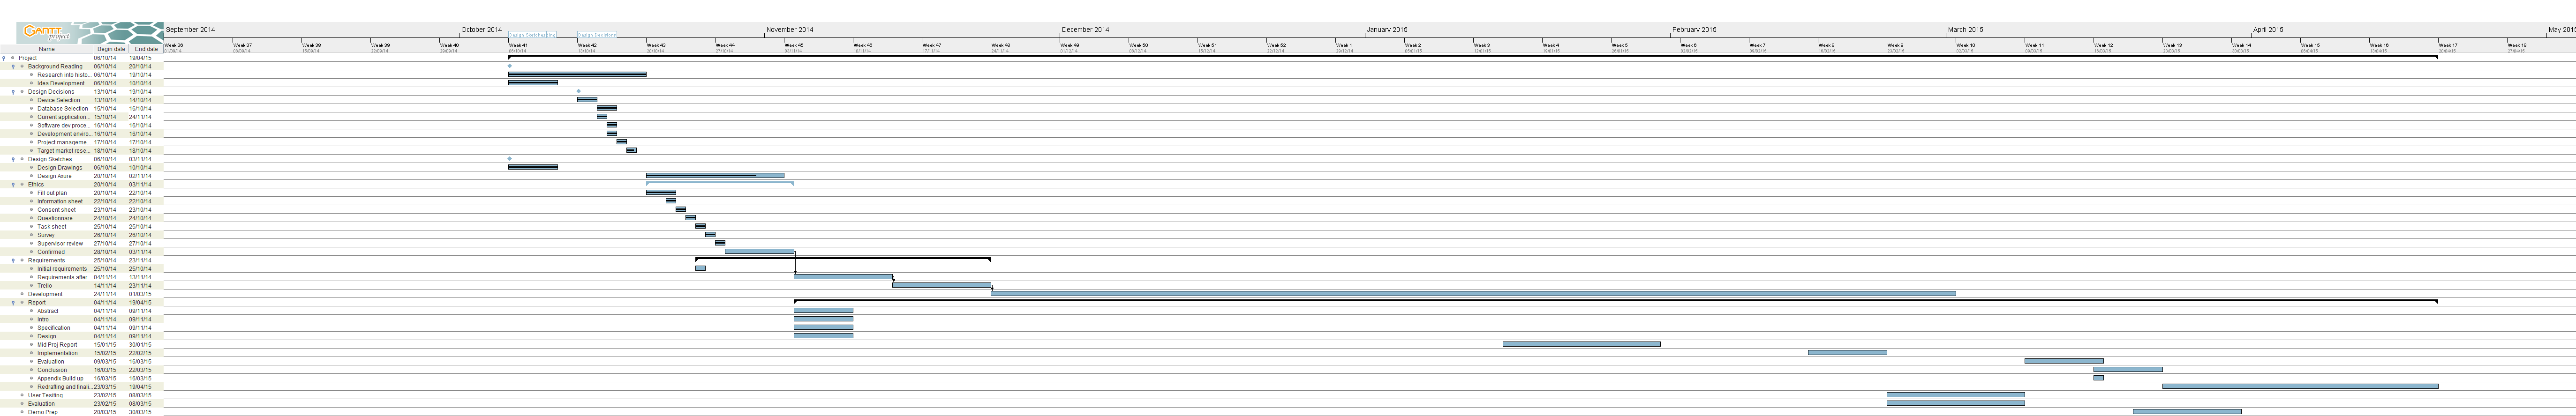 GANTT
project
September 2014 October 2014 November 2014 December 2014 January 2015 February 2015 March 2015 April 2015 May 2015
Design Decisions
Name Begin date End date
Week 36 Week 37 Week 38 Week 39 Week 40 Week 41 Week 42 Week 43 Week 44 Week 45 Week 46 Week 47 Week 48 Week 49 Week 50 Week 51 Week 52 Week 1 Week 2 Week 3 Week 4 Week 5 Week 6 Week 7 Week 8 Week 9 Week 10 Week 11 Week 12 Week 13 Week 14 Week 15 Week 16 Week 17 Week 18
Project 06/10/14 19/04/15
Background Reading 06/10/14 20/10/14
Research into histo... 06/10/14 19/10/14
Idea Development 06/10/14 10/10/14
Design Decisions 13/10/14 19/10/14
Device Selection 13/10/14 14/10/14
Database Selection 15/10/14 16/10/14
Current application... 15/10/14 24/11/14
Software dev proce... 16/10/14 16/10/14
Development enviro... 16/10/14 16/10/14
Project manageme... 17/10/14 17/10/14
Target market rese... 18/10/14 18/10/14
Design Sketches 06/10/14 03/11/14
Design Drawings 06/10/14 10/10/14
Design Axure 20/10/14 02/11/14
Ethics 20/10/14 03/11/14
Fill out plan 20/10/14 22/10/14
Information sheet 22/10/14 22/10/14
Consent sheet 23/10/14 23/10/14
Questionnare 24/10/14 24/10/14
Task sheet 25/10/14 25/10/14
Survey 26/10/14 26/10/14
Supervisor review 27/10/14 27/10/14
Confirmed 28/10/14 03/11/14
Requirements 25/10/14 23/11/14
Initial requirements 25/10/14 25/10/14
Requirements after ... 04/11/14 13/11/14
Trello 14/11/14 23/11/14
Development 24/11/14 01/03/15
Report 04/11/14 19/04/15
Abstract 04/11/14 09/11/14
Intro 04/11/14 09/11/14
Specification 04/11/14 09/11/14
Design 04/11/14 09/11/14
Mid Proj Report 15/01/15 30/01/15
Implementation 15/02/15 22/02/15
Evaluation 09/03/15 16/03/15
Conclusion 16/03/15 22/03/15
Appendix Build up 16/03/15 16/03/15
Redrafting and finali... 23/03/15 19/04/15
User Tesiting 23/02/15 08/03/15
Evaluation 23/02/15 08/03/15
Demo Prep 20/03/15 30/03/15